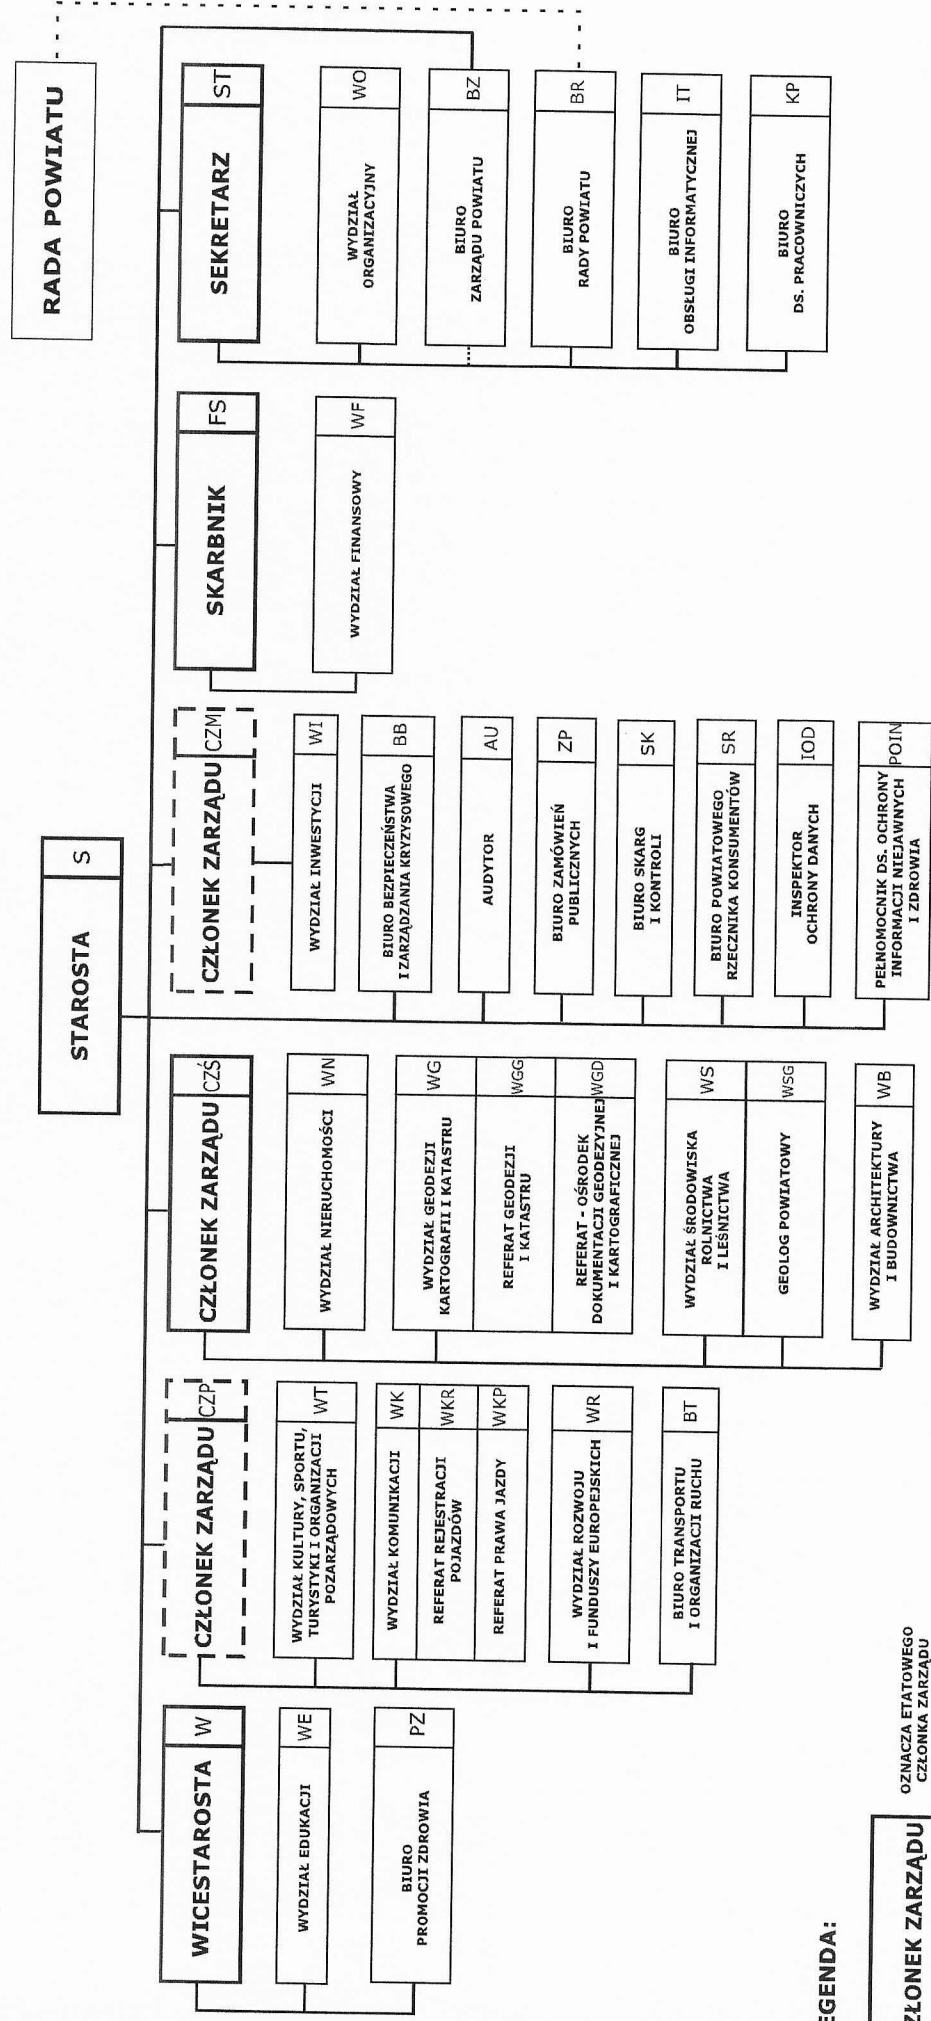 RADA POWIATU
STAROSTA
S
WICESTAROSTA
W
WYDZIAŁ EDUKACJI
WE
BIURO
PROMOCJI ZDROWIA
PZ
CZŁONEK ZARZĄDU
CZP
WYDZIAŁ KULTURY, SPORTU,
TURYSTYKI I ORGANIZACJI
POZARZĄDOWYCH
WT
WYDZIAŁ KOMUNIKACJI
WK
REFERAT REJESTRACJI
POJAZDÓW
WKR
REFERAT PRAWA JAZDY
WKP
WYDZIAŁ ROZWOJU
I FUNDUSZY EUROPEJSKICH
WR
BIURO TRANSPORTU
I ORGANIZACJI RUCHU
BT
CZŁONEK ZARZĄDU
CZŚ
WYDZIAŁ NIERUCHOMOŚCI
WN
WYDZIAŁ GEODEZJI
KARTOGRAFII I KATASTRU
WG
REFERAT GEODEZJI
I KATASTRU
WGG
REFERAT - OŚRODEK
DOKUMENTACJI GEODEZYJNEJ
I KARTOGRAFICZNEJ
WGD
WYDZIAŁ ŚRODOWISKA
ROLNICTWA
I LEŚNICTWA
WS
GEOLOG POWIATOWY
WSG
WYDZIAŁ ARCHITEKTURY
I BUDOWNICTWA
WB
CZŁONEK ZARZĄDU
CZM
WYDZIAŁ INWESTYCJI
WI
BIURO BEZPIECZEŃSTWA
I ZARZĄDZANIA KRYZYSOWEGO
BB
AUDYTOR
AU
BIURO ZAMÓWIEŃ
PUBLICZNYCH
ZP
BIURO SKARG
I KONTROLI
SK
BIURO POWIATOWEGO
RZECZNIKA KONSUMENTÓW
SR
INSPEKTOR
OCHRONY DANYCH
IOD
PEŁNOMOCNIK DS. OCHRONY
INFORMACJI NIEJAWNYCH
I ZDROWIA
POIN
SKARBNIK
FS
WYDZIAŁ FINANSOWY
WF
SEKRETARZ
ST
WYDZIAŁ
ORGANIZACYJNY
WO
BIURO
ZARZĄDU POWIATU
BZ
BIURO
RADY POWIATU
BR
BIURO
OBSŁUGI INFORMATYCZNEJ
IT
BIURO
DS. PRACOWNICZYCH
KP
EGENDA:
ZŁONEK ZARZĄDU
OZNACZA ETATOWEGO
CZŁONKA ZARZĄDU